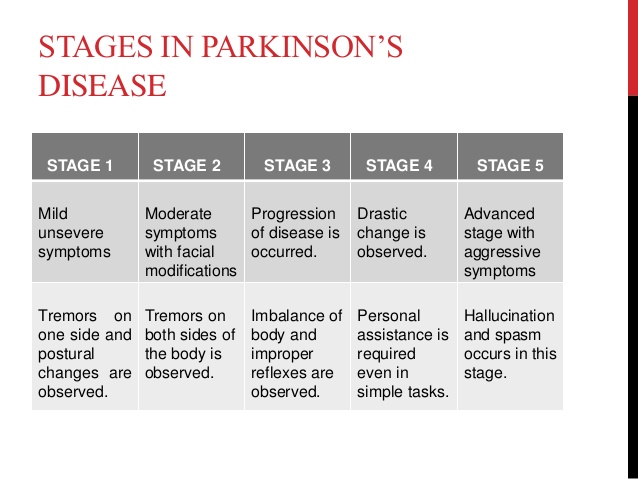 STAGES IN PARKINSON’S
DISEASE
STAGE 1
STAGE 2
STAGE 3
STAGE 4
STAGE 5
Mild
unsevere
symptoms
Moderate
symptoms
with facial
modifications
Progression
of disease is
occurred.
Drastic
change is
observed.
Advanced
stage with
aggressive
symptoms
Tremors on
one side and
postural
changes are
observed.
Tremors on
both sides of
the body is
observed.
Imbalance of
body and
improper
reflexes are
observed.
Personal
assistance is
required
even in
simple tasks.
Hallucination
and spasm
occurs in this
stage.